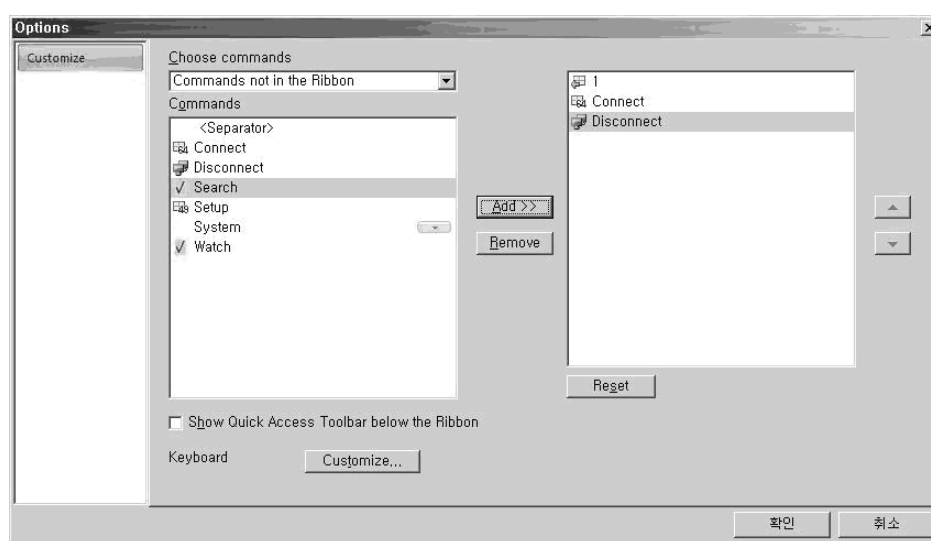 Options
Customize
Choose commands
Commands not in the Ribbon
Commands
<Separator>
Connect
Disconnect
Search
Setup
System
Watch
Add >>
Remove
1
Connect
Disconnect
Reset
Show Quick Access Toolbar below the Ribbon
Keyboard
Customize...
확인
취소